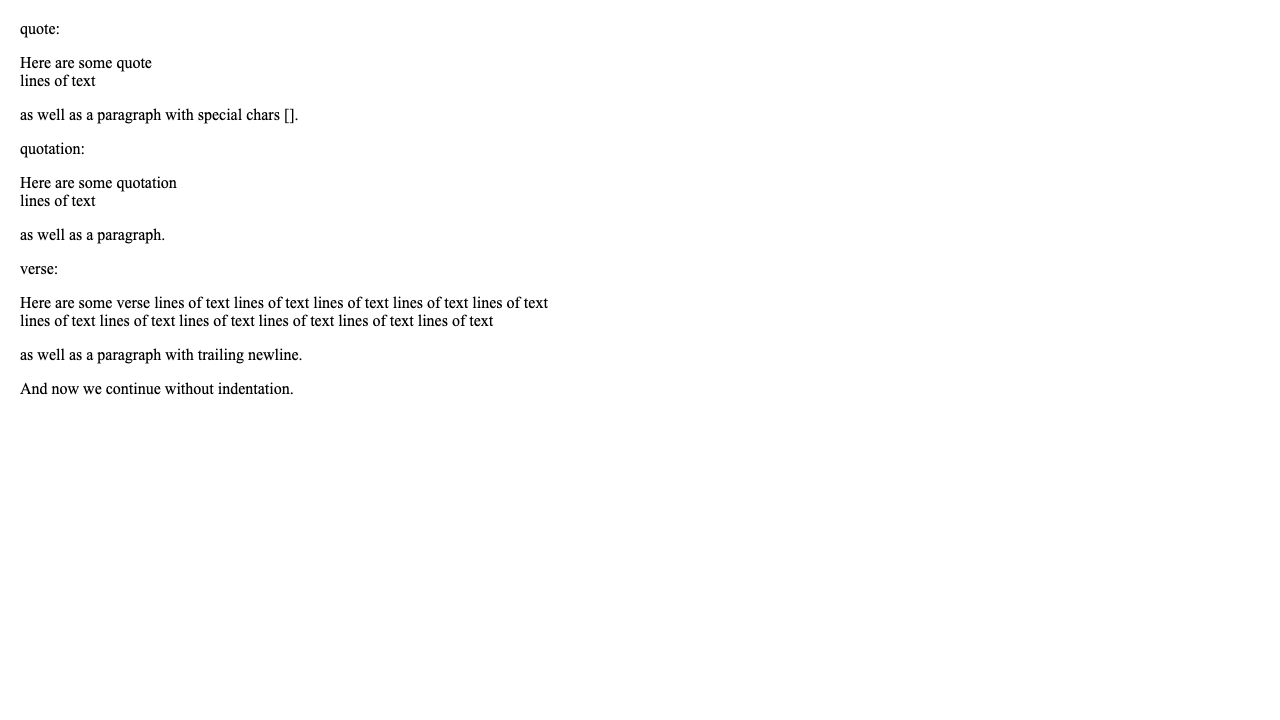 quote:
Here are some quote
lines of text
as well as a paragraph with special chars [].
quotation:
Here are some quotation
lines of text
as well as a paragraph.
verse:
Here are some verse lines of text lines of text lines of text lines of text lines of text
lines of text lines of text lines of text lines of text lines of text lines of text
as well as a paragraph with trailing newline.
And now we continue without indentation.